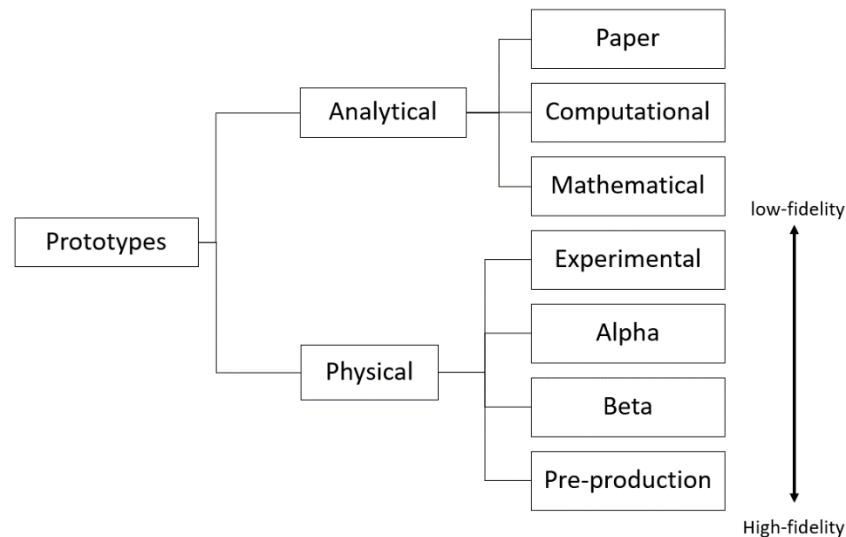 Paper
Analytical
Computational
Mathematical
low-fidelity
Prototypes
Experimental
Alpha
Physical
Beta
Pre-production
High-fidelity